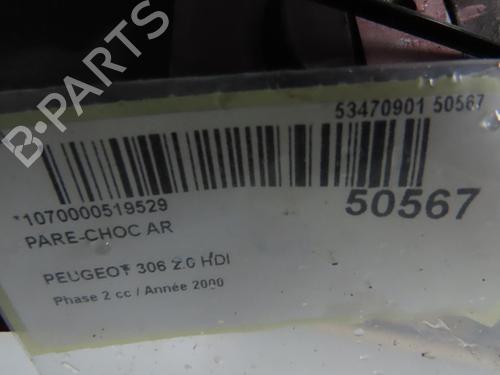 B-PARTS
53470901 50567
*1070000519529
50567
PARE-CHOC AR
PEUGEOT 306 2.0 HDI
Phase 2 cc / Année 2000